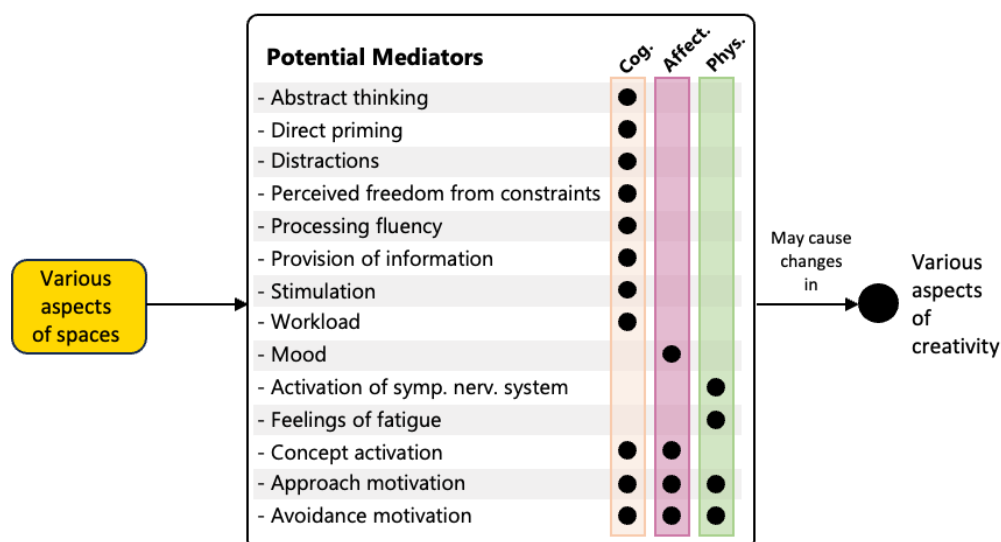 Potential Mediators
Cog.
Affect.
Phys.
- Abstract thinking
- Direct priming
- Distractions
- Perceived freedom from constraints
- Processing fluency
- Provision of information
- Stimulation
- Workload
- Mood
- Activation of symp. nerv. system
- Feelings of fatigue
- Concept activation
- Approach motivation
- Avoidance motivation
Various
aspects
of spaces
May cause
changes
in
Various
aspects
of
creativity